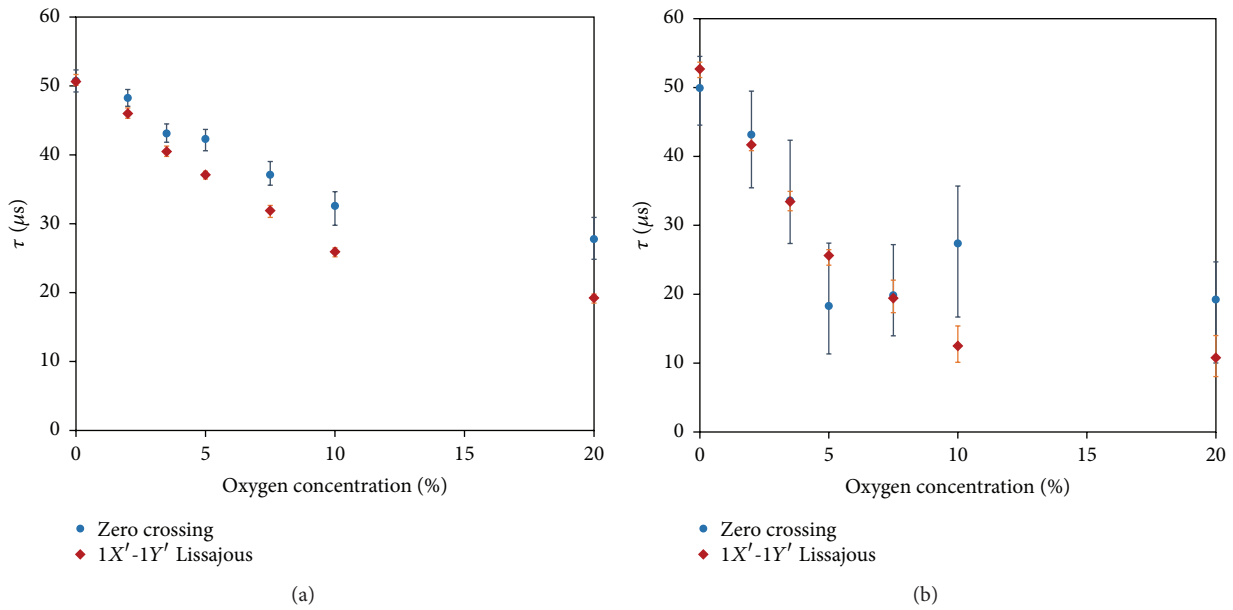 60
50
40
30
20
10
0
τ (μs)
0 5 10 15 20
Oxygen concentration (%)
Zero crossing
1X′-1Y′ Lissajous
(a)
60
50
40
30
20
10
0
τ (μs)
0 5 10 15 20
Oxygen concentration (%)
Zero crossing
1X′-1Y′ Lissajous
(b)